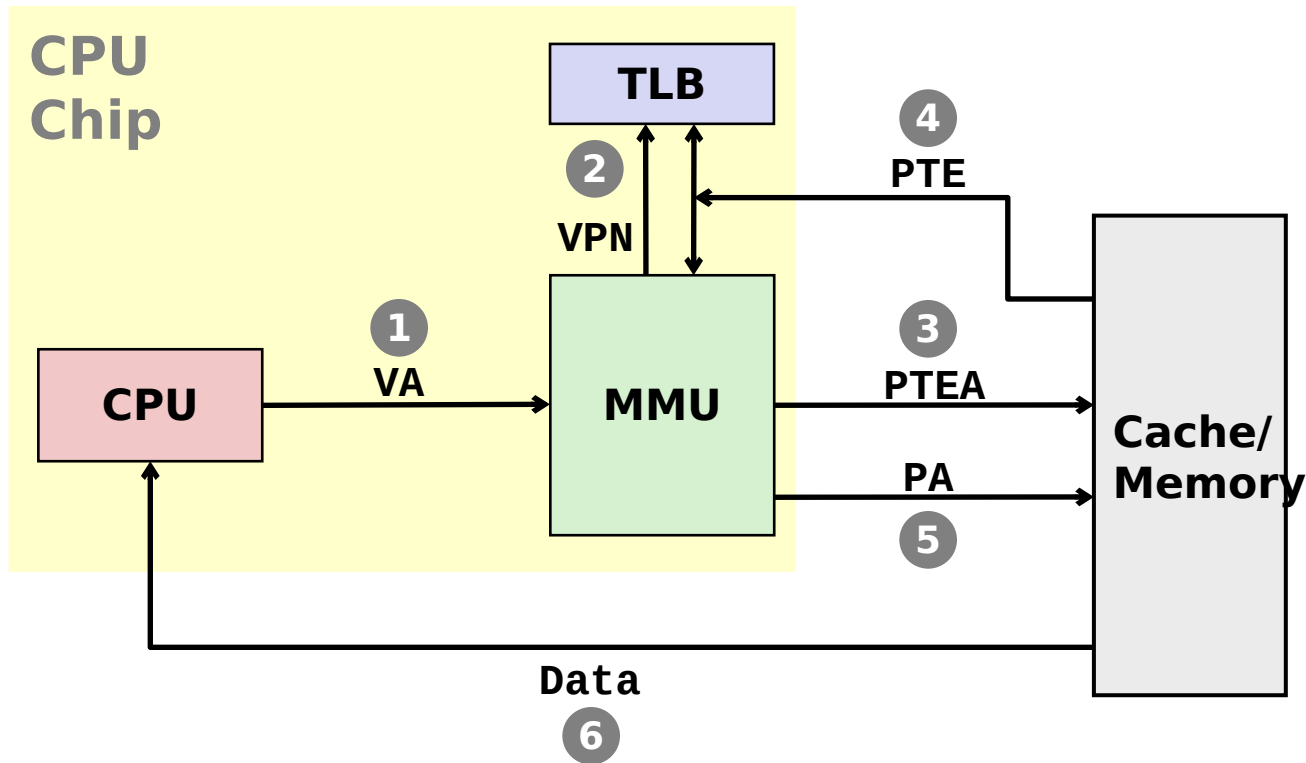 CPU
Chip
TLB
4
PTE
2
VPN
1
VA
3
PTEA
CPU
MMU
Cache/
Memory
PA
5
Data
6